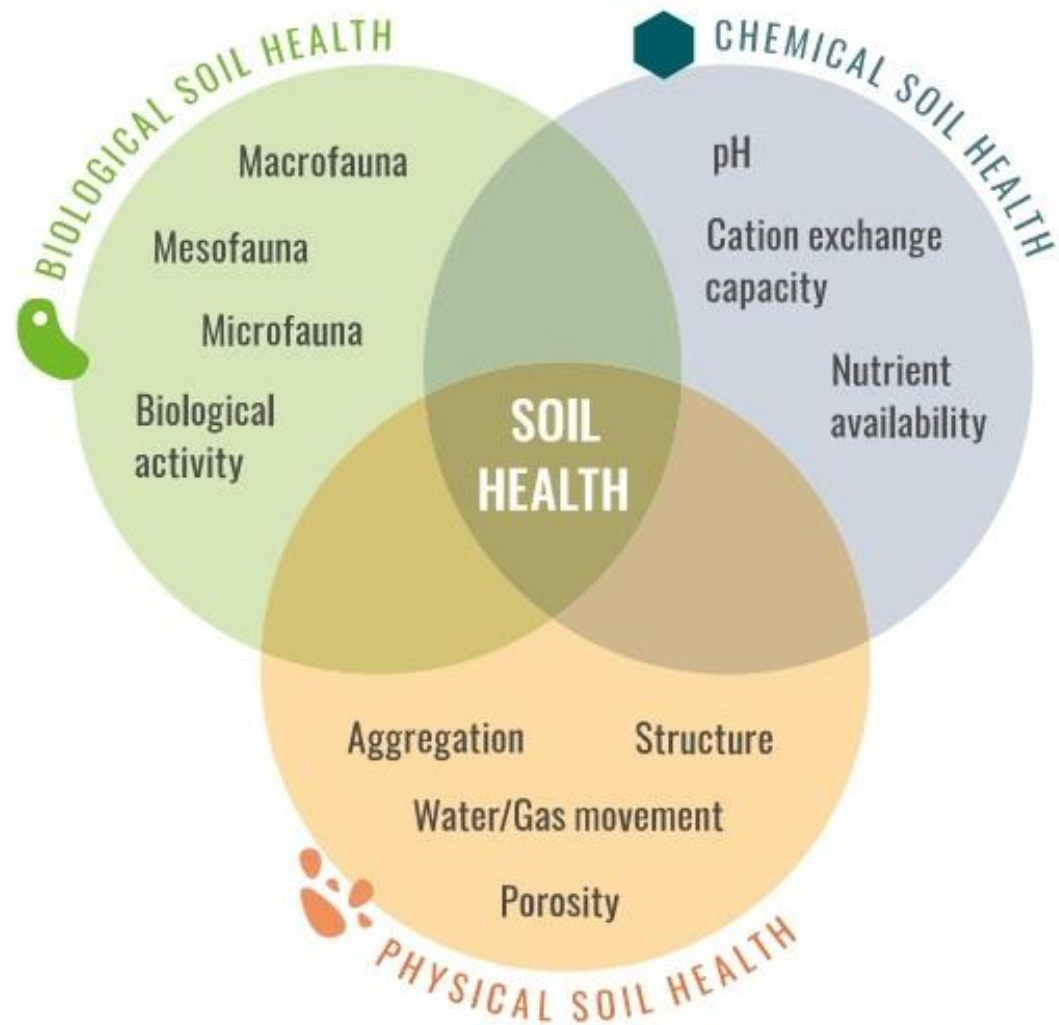 BIOLOGICAL SOIL HEALTH
Macrofauna
Mesofauna
Microfauna
Biological
activity
CHEMICAL SOIL HEALTH
pH
Cation exchange
capacity
Nutrient
availability
SOIL
HEALTH
Aggregation
Structure
Water/Gas movement
Porosity
PHYSICAL SOIL HEALTH